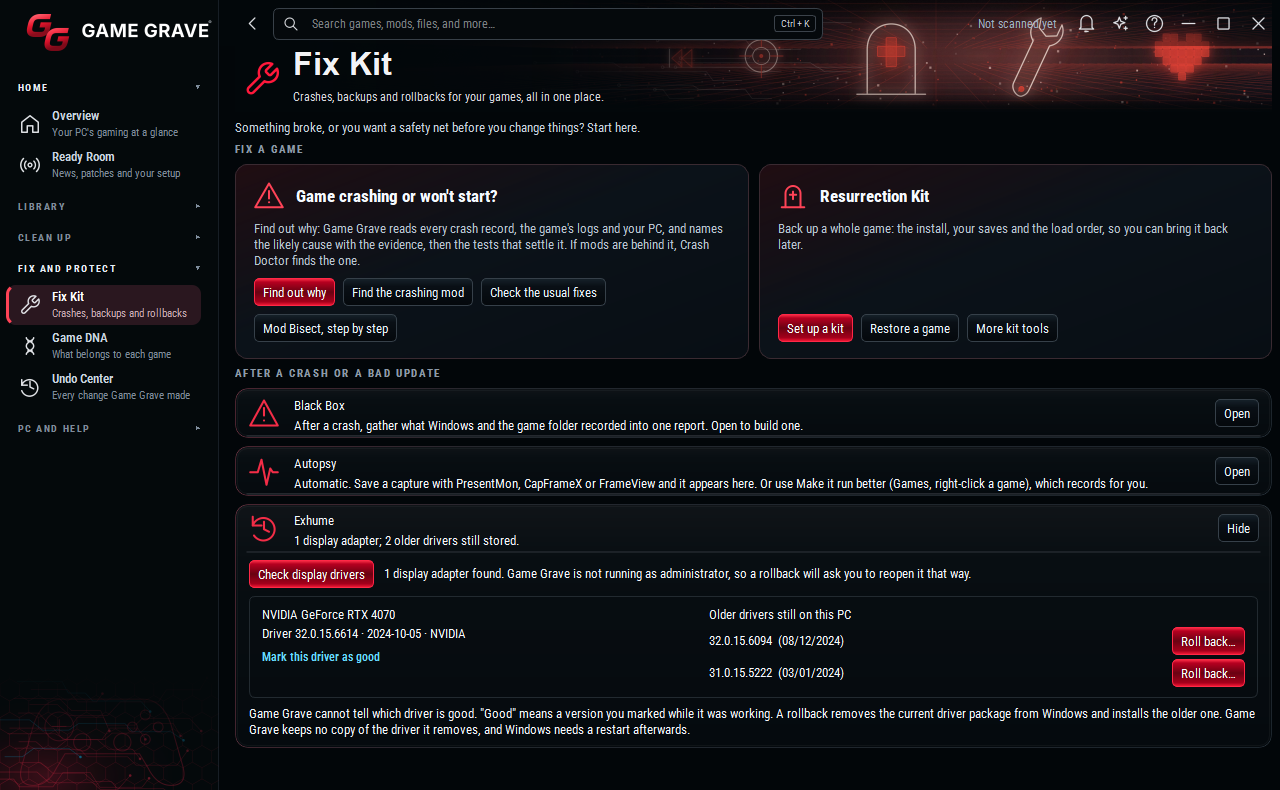 GAME GRAVE
Search games, mods, files, and more...
Ctrl + K
Not scanned yet
Fix Kit
Crashes, backups and rollbacks for your games, all in one place.
HOME
Overview
Your PC's gaming at a glance
Ready Room
News, patches and your setup
LIBRARY
CLEAN UP
FIX AND PROTECT
Fix Kit
Crashes, backups and rollbacks
Game DNA
What belongs to each game
Undo Center
Every change Game Grave made
PC AND HELP
Something broke, or you want a safety net before you change things? Start here.
FIX A GAME
Game crashing or won't start?
Find out why: Game Grave reads every crash record, the game's logs and your PC, and names
the likely cause with the evidence, then the tests that settle it. If mods are behind it, Crash
Doctor finds the one.
Find out why
Find the crashing mod
Check the usual fixes
Mod Bisect, step by step
Resurrection Kit
Back up a whole game: the install, your saves and the load order, so you can bring it back
later.
Set up a kit
Restore a game
More kit tools
AFTER A CRASH OR A BAD UPDATE
Black Box
After a crash, gather what Windows and the game folder recorded into one report. Open to build one.
Open
Autopsy
Automatic. Save a capture with PresentMon, CapFrameX or FrameView and it appears here. Or use Make it run better (Games, right-click a game), which records for you.
Open
Exhume
1 display adapter; 2 older drivers still stored.
Hide
Check display drivers
1 display adapter found. Game Grave is not running as administrator, so a rollback will ask you to reopen it that way.
NVIDIA GeForce RTX 4070
Driver 32.0.15.6614 · 2024-10-05 · NVIDIA
Mark this driver as good
Older drivers still on this PC
32.0.15.6094 (08/12/2024)
Roll back...
31.0.15.5222 (03/01/2024)
Roll back...
Game Grave cannot tell which driver is good. "Good" means a version you marked while it was working. A rollback removes the current driver package from Windows and installs the older one. Game
Grave keeps no copy of the driver it removes, and Windows needs a restart afterwards.